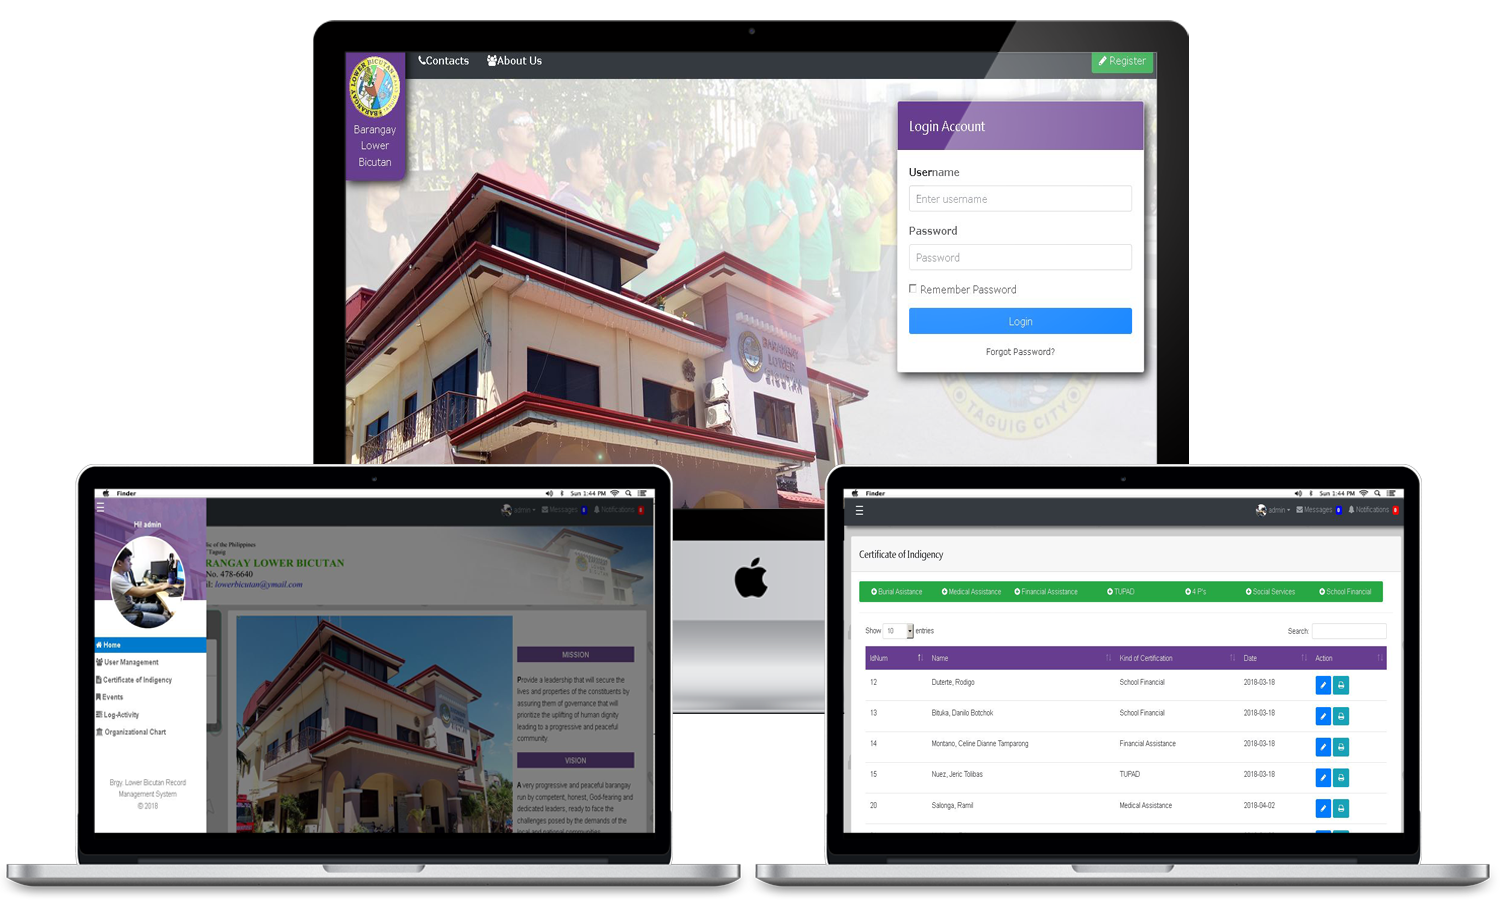 Contacts About Us Register
BARANGAY LOWER BICUTAN
Barangay
Lower
Bicutan
Login Account
Username
Enter username
Password
Password
Remember Password
Login
Forgot Password?
BARANGAY
LOWER
BICUTAN
TAGUIG CITY
Finder Sun 1:44 PM
admin Messages 0 Notifications 0
Hi! admin
Home
User Management
Certificate of Indigency
Events
Log-Activity
Organizational Chart
Brgy. Lower Bicutan Record
Management System
© 2018
of the Philippines
Taguig
ARANGAY LOWER BICUTAN
No. 478-6640
lowerbicutan@ymail.com
MISSION
Provide a leadership that will secure the
lives and properties of the constituents by
assuring them of governance that will
prioritize the uplifting of human dignity
leading to a progressive and peaceful
community.
VISION
A very progressive and peaceful barangay
run by competent, honest, God-fearing and
dedicated leaders, ready to face the
challenges posed by the demands of the
local and national communities
Finder Sun 1:44 PM
admin Messages 0 Notifications 0
Certificate of Indigency
Burial Asistance Medical Assistance Financial Assistance TUPAD 4 P's Social Services School Financial
Show 10 entries Search:
IdNum Name Kind of Certification Date Action
12 Duterte, Rodigo School Financial 2018-03-18
13 Bituka, Danilo Botchok School Financial 2018-03-18
14 Montano, Celine Dianne Tamparong Financial Assistance 2018-03-18
15 Nuez, Jeric Tolibas TUPAD 2018-03-18
20 Salonga, Ramil Medical Assistance 2018-04-02